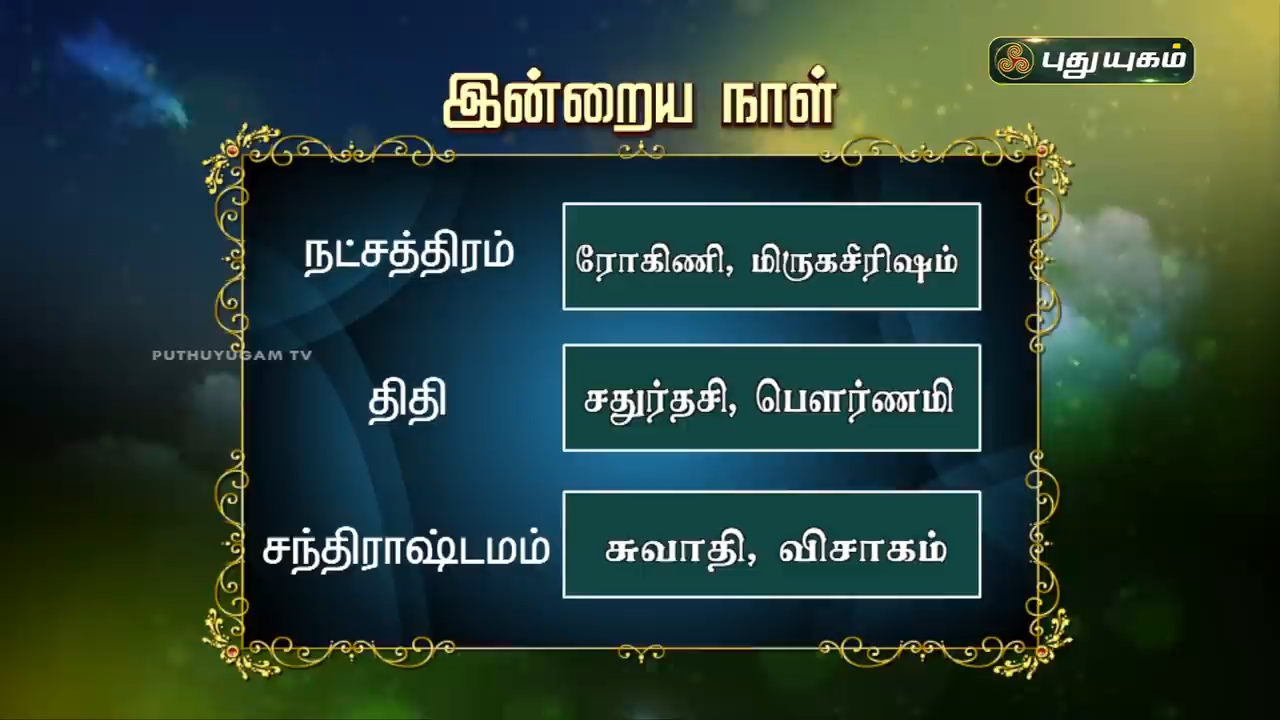 புதுயுகம்
இன்றைய நாள்
நட்சத்திரம்
ரோகிணி, மிருகசீரிஷம்
PUTHUYUGAM TV
திதி
சதுர்தசி, பௌர்ணமி
சந்திராஷ்டமம்
சுவாதி, விசாகம்